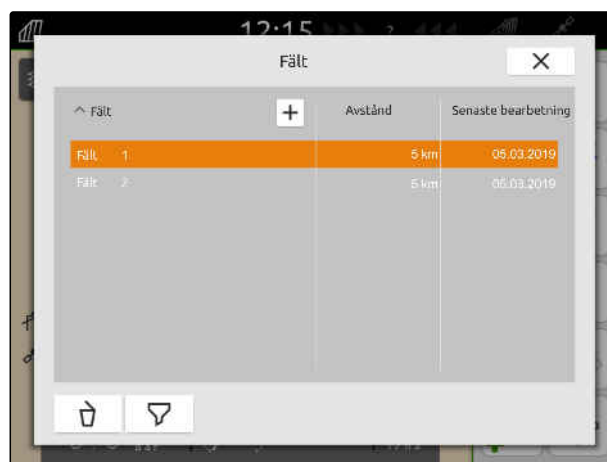 12:15
Fält
Fält + Avstånd Senaste bearbetning
Fält 1 5 km 05.03.2019
Fält 2 5 km 05.03.2019